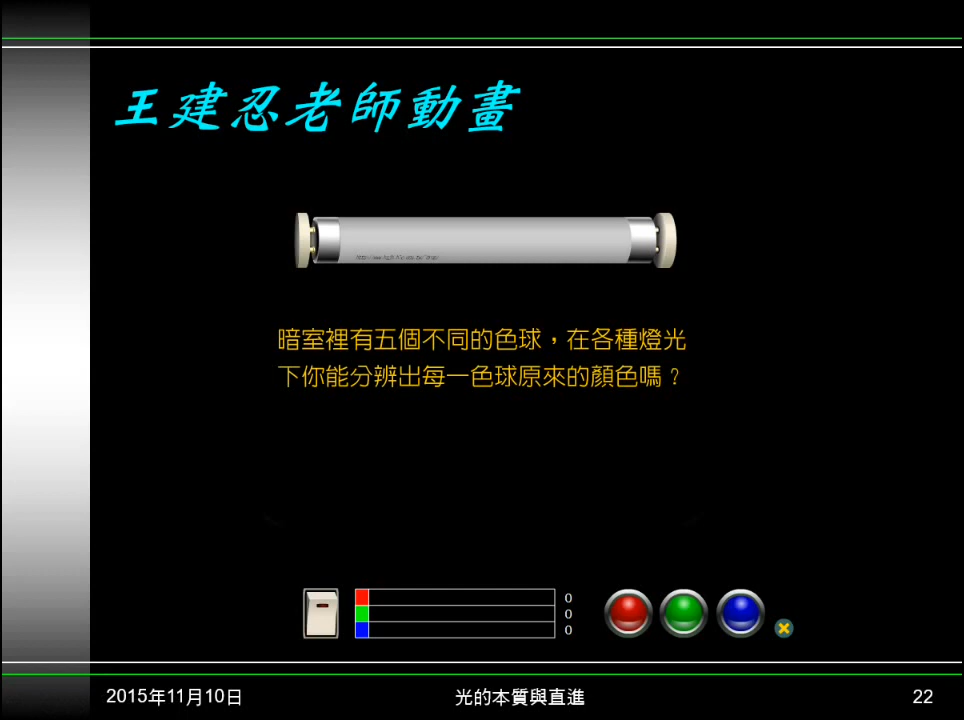 王建忍老師動畫
暗室裡有五個不同的色球，在各種燈光
下你能分辨出每一色球原來的顏色嗎？
0
0
0
2015年11月10日
光的本質與直進
22